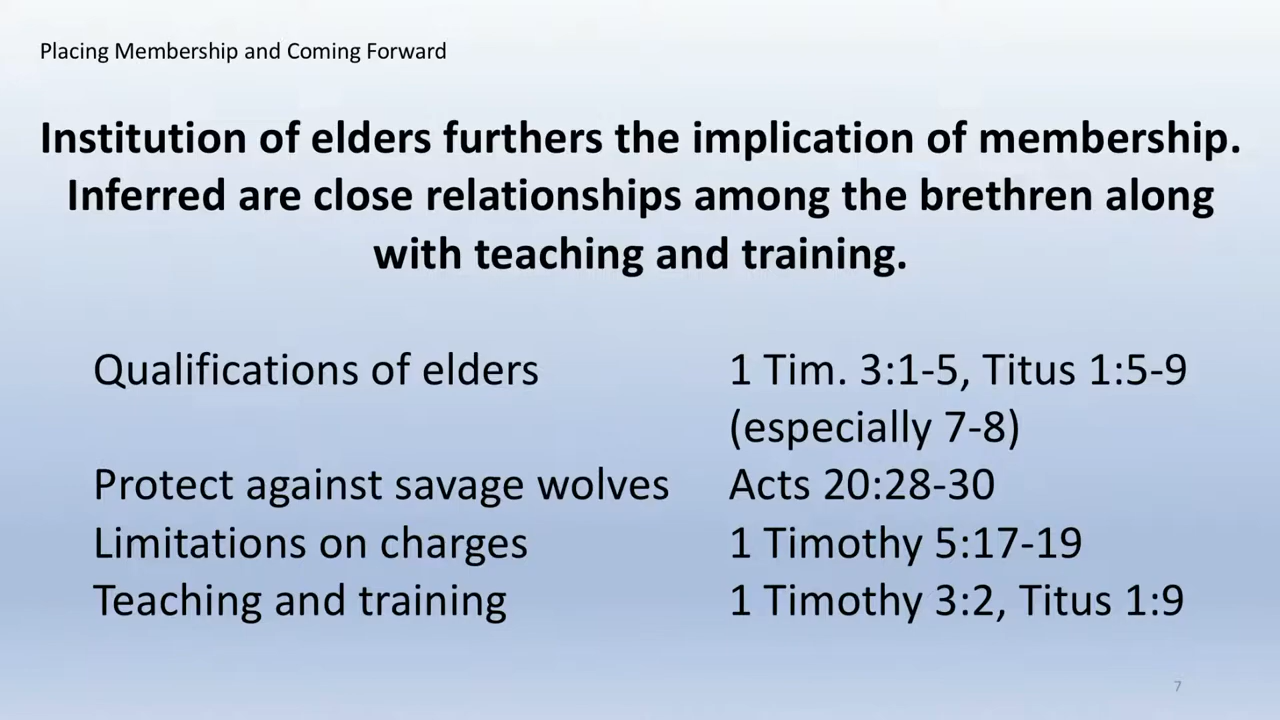 Placing Membership and Coming Forward
Institution of elders furthers the implication of membership.
Inferred are close relationships among the brethren along
with teaching and training.
Qualifications of elders 1 Tim. 3:1-5, Titus 1:5-9
(especially 7-8)
Protect against savage wolves Acts 20:28-30
Limitations on charges 1 Timothy 5:17-19
Teaching and training 1 Timothy 3:2, Titus 1:9
7